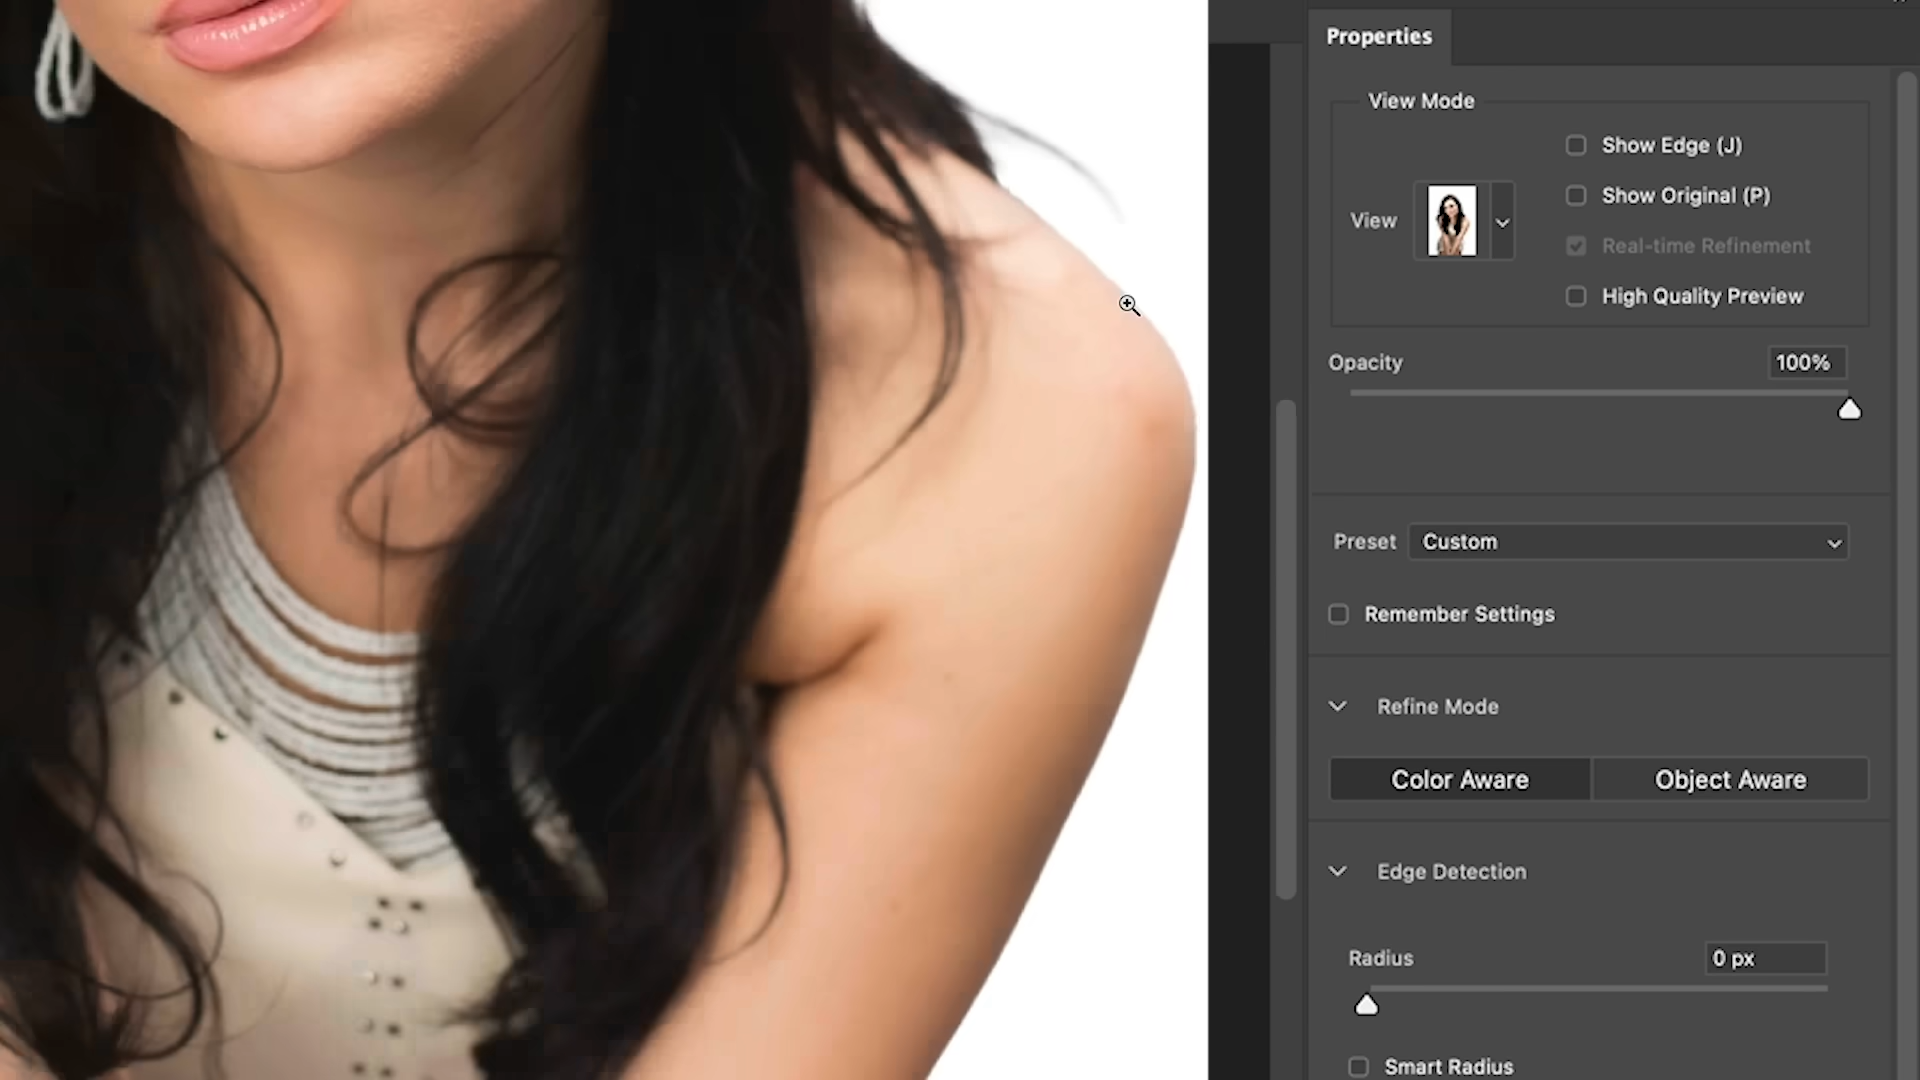 Properties
View Mode
Show Edge (J)
Show Original (P)
View
Real-time Refinement
High Quality Preview
Opacity
100%
Preset
Custom
Remember Settings
Refine Mode
Color Aware
Object Aware
Edge Detection
Radius
0 px
Smart Radius